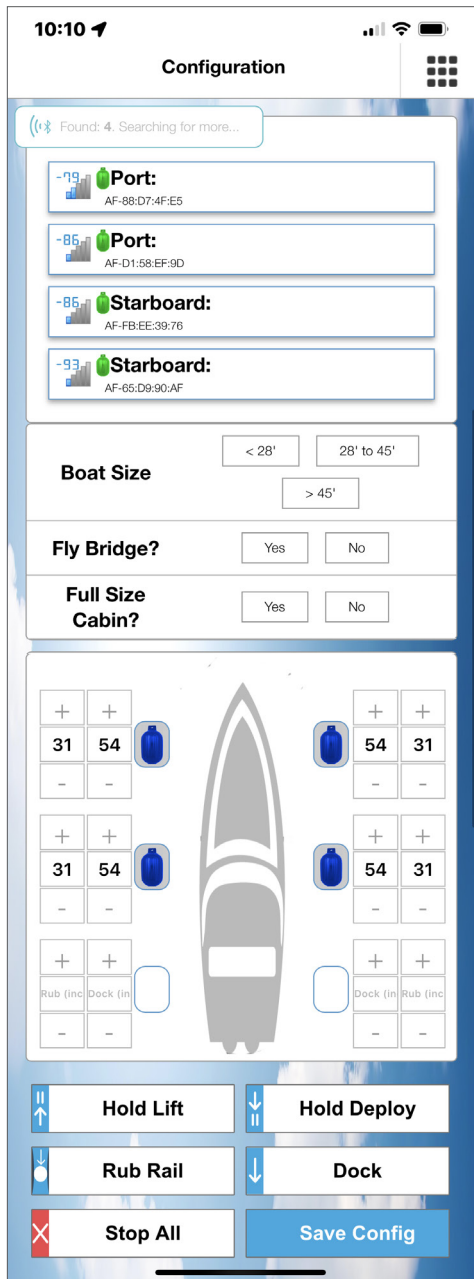 10:10
Configuration
Found: 4. Searching for more...
-79 Port:
AF-88:D7:4F:E5
-86 Port:
AF-D1:58:EF:9D
-86 Starboard:
AF-FB:EE:39:76
-93 Starboard:
AF-65:D9:90:AF
Boat Size
< 28' 28' to 45'
> 45'
Fly Bridge? Yes No
Full Size
Cabin?
Yes No
+ + + +
31 54 54 31
- - - -
+ + + +
31 54 54 31
- - - -
+ + + +
Rub (inc Dock (in Dock (in Rub (inc
- - - -
Hold Lift Hold Deploy
Rub Rail Dock
Stop All Save Config